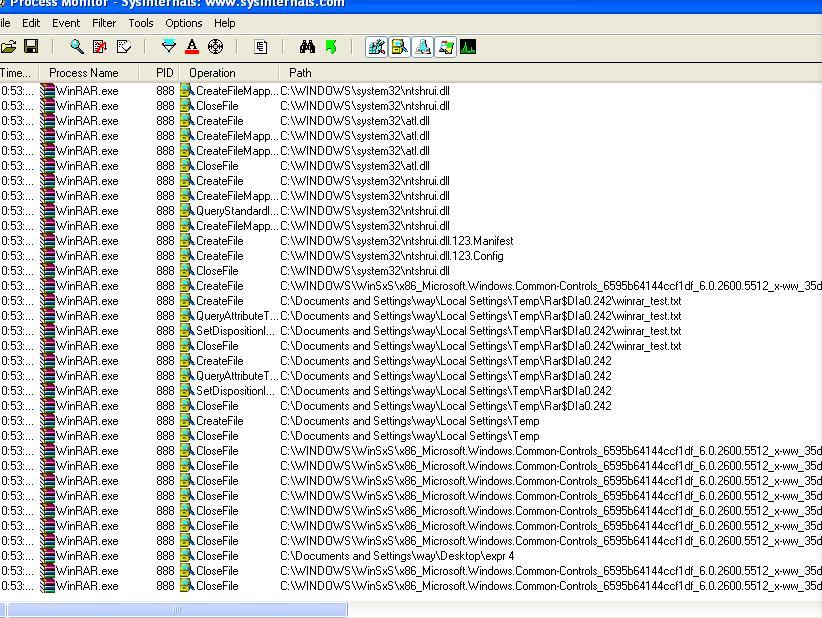 Process Monitor - Sysinternals: www.sysinternals.com
ile Edit Event Filter Tools Options Help
Time... Process Name PID Operation Path
0:53:... WinRAR.exe 888 CreateFileMapp... C:\WINDOWS\system32\ntshrui.dll
0:53:... WinRAR.exe 888 CloseFile C:\WINDOWS\system32\ntshrui.dll
0:53:... WinRAR.exe 888 CreateFile C:\WINDOWS\system32\atl.dll
0:53:... WinRAR.exe 888 CreateFileMapp... C:\WINDOWS\system32\atl.dll
0:53:... WinRAR.exe 888 CreateFileMapp... C:\WINDOWS\system32\atl.dll
0:53:... WinRAR.exe 888 CloseFile C:\WINDOWS\system32\atl.dll
0:53:... WinRAR.exe 888 CreateFile C:\WINDOWS\system32\ntshrui.dll
0:53:... WinRAR.exe 888 CreateFileMapp... C:\WINDOWS\system32\ntshrui.dll
0:53:... WinRAR.exe 888 QueryStandardI... C:\WINDOWS\system32\ntshrui.dll
0:53:... WinRAR.exe 888 CreateFileMapp... C:\WINDOWS\system32\ntshrui.dll
0:53:... WinRAR.exe 888 CreateFile C:\WINDOWS\system32\ntshrui.dll.123.Manifest
0:53:... WinRAR.exe 888 CreateFile C:\WINDOWS\system32\ntshrui.dll.123.Config
0:53:... WinRAR.exe 888 CloseFile C:\WINDOWS\system32\ntshrui.dll
0:53:... WinRAR.exe 888 CreateFile C:\WINDOWS\WinSxS\x86_Microsoft.Windows.Common-Controls_6595b64144ccf1df_6.0.2600.5512_x-ww_35d
0:53:... WinRAR.exe 888 CreateFile C:\Documents and Settings\way\Local Settings\Temp\Rar$DIa0.242\winrar_test.txt
0:53:... WinRAR.exe 888 QueryAttributeT... C:\Documents and Settings\way\Local Settings\Temp\Rar$DIa0.242\winrar_test.txt
0:53:... WinRAR.exe 888 SetDispositionI... C:\Documents and Settings\way\Local Settings\Temp\Rar$DIa0.242\winrar_test.txt
0:53:... WinRAR.exe 888 CloseFile C:\Documents and Settings\way\Local Settings\Temp\Rar$DIa0.242\winrar_test.txt
0:53:... WinRAR.exe 888 CreateFile C:\Documents and Settings\way\Local Settings\Temp\Rar$DIa0.242
0:53:... WinRAR.exe 888 QueryAttributeT... C:\Documents and Settings\way\Local Settings\Temp\Rar$DIa0.242
0:53:... WinRAR.exe 888 SetDispositionI... C:\Documents and Settings\way\Local Settings\Temp\Rar$DIa0.242
0:53:... WinRAR.exe 888 CloseFile C:\Documents and Settings\way\Local Settings\Temp\Rar$DIa0.242
0:53:... WinRAR.exe 888 CreateFile C:\Documents and Settings\way\Local Settings\Temp
0:53:... WinRAR.exe 888 CloseFile C:\Documents and Settings\way\Local Settings\Temp
0:53:... WinRAR.exe 888 CloseFile C:\WINDOWS\WinSxS\x86_Microsoft.Windows.Common-Controls_6595b64144ccf1df_6.0.2600.5512_x-ww_35d
0:53:... WinRAR.exe 888 CloseFile C:\WINDOWS\WinSxS\x86_Microsoft.Windows.Common-Controls_6595b64144ccf1df_6.0.2600.5512_x-ww_35d
0:53:... WinRAR.exe 888 CloseFile C:\WINDOWS\WinSxS\x86_Microsoft.Windows.Common-Controls_6595b64144ccf1df_6.0.2600.5512_x-ww_35d
0:53:... WinRAR.exe 888 CloseFile C:\WINDOWS\WinSxS\x86_Microsoft.Windows.Common-Controls_6595b64144ccf1df_6.0.2600.5512_x-ww_35d
0:53:... WinRAR.exe 888 CloseFile C:\WINDOWS\WinSxS\x86_Microsoft.Windows.Common-Controls_6595b64144ccf1df_6.0.2600.5512_x-ww_35d
0:53:... WinRAR.exe 888 CloseFile C:\WINDOWS\WinSxS\x86_Microsoft.Windows.Common-Controls_6595b64144ccf1df_6.0.2600.5512_x-ww_35d
0:53:... WinRAR.exe 888 CloseFile C:\WINDOWS\WinSxS\x86_Microsoft.Windows.Common-Controls_6595b64144ccf1df_6.0.2600.5512_x-ww_35d
0:53:... WinRAR.exe 888 CloseFile C:\Documents and Settings\way\Desktop\expr 4
0:53:... WinRAR.exe 888 CloseFile C:\WINDOWS\WinSxS\x86_Microsoft.Windows.Common-Controls_6595b64144ccf1df_6.0.2600.5512_x-ww_35d
0:53:... WinRAR.exe 888 CloseFile C:\WINDOWS\WinSxS\x86_Microsoft.Windows.Common-Controls_6595b64144ccf1df_6.0.2600.5512_x-ww_35d